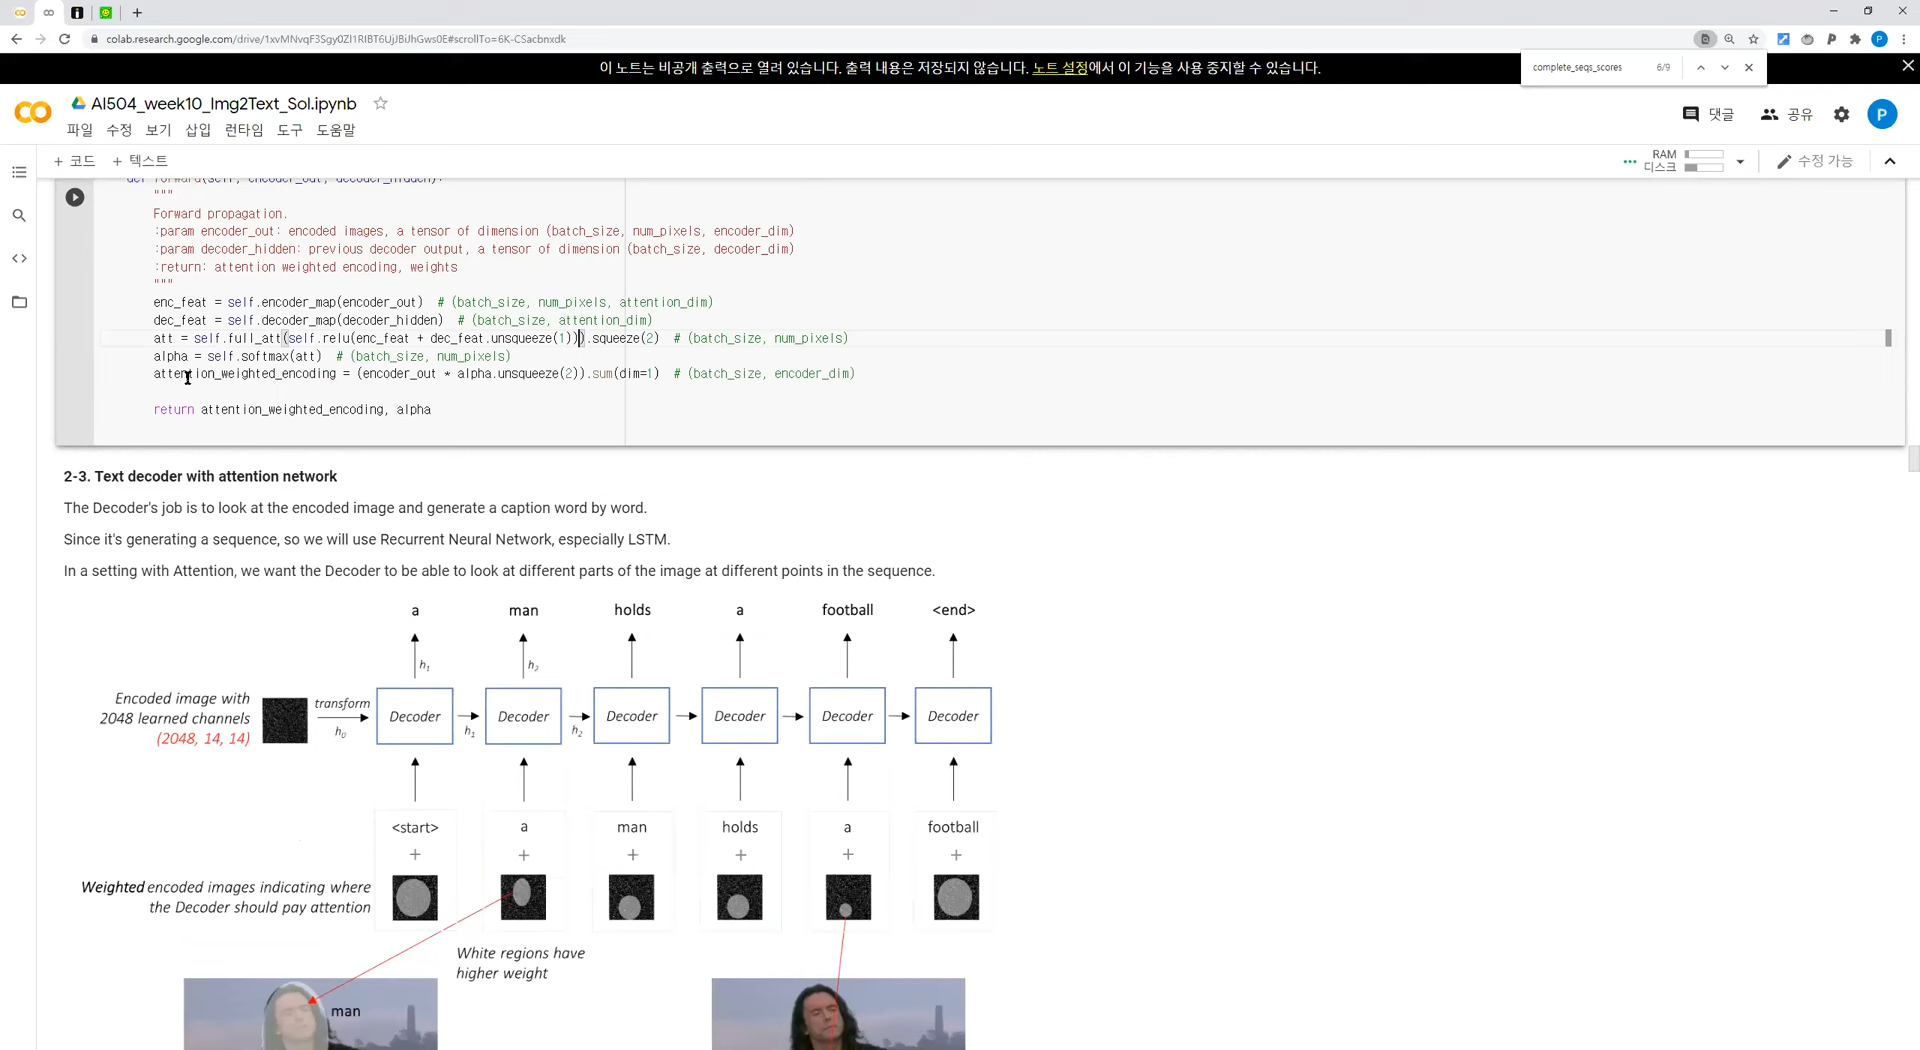 colab.research.google.com/drive/1xvMNvqF3Sgy0Zl1RIBT6UjJBiJhGws0E#scrollTo=6K-CSacbnxdk
이 노트는 비공개 출력으로 열려 있습니다. 출력 내용은 저장되지 않습니다. 노트 설정에서 이 기능을 사용 중지할 수 있습니다.
complete_seqs_scores 6/9
AI504_week10_Img2Text_Sol.ipynb
댓글 공유 P
파일 수정 보기 삽입 런타임 도구 도움말
+ 코드 + 텍스트
RAM
디스크
수정 가능
def forward(self, encoder_out, decoder_hidden):
"""
Forward propagation.
:param encoder_out: encoded images, a tensor of dimension (batch_size, num_pixels, encoder_dim)
:param decoder_hidden: previous decoder output, a tensor of dimension (batch_size, decoder_dim)
:return: attention weighted encoding, weights
"""
enc_feat = self.encoder_map(encoder_out)  # (batch_size, num_pixels, attention_dim)
dec_feat = self.decoder_map(decoder_hidden)  # (batch_size, attention_dim)
att = self.full_att(self.relu(enc_feat + dec_feat.unsqueeze(1))).squeeze(2)  # (batch_size, num_pixels)
alpha = self.softmax(att)  # (batch_size, num_pixels)
attention_weighted_encoding = (encoder_out * alpha.unsqueeze(2)).sum(dim=1)  # (batch_size, encoder_dim)
return attention_weighted_encoding, alpha
2-3. Text decoder with attention network
The Decoder's job is to look at the encoded image and generate a caption word by word.
Since it's generating a sequence, so we will use Recurrent Neural Network, especially LSTM.
In a setting with Attention, we want the Decoder to be able to look at different parts of the image at different points in the sequence.
a man holds a football <end>
h₁ h₂
Encoded image with
2048 learned channels
(2048, 14, 14)
transform
h₀
Decoder Decoder Decoder Decoder Decoder Decoder
h₁ h₂
<start> a man holds a football
+ + + + + +
Weighted encoded images indicating where
the Decoder should pay attention
White regions have
higher weight
man